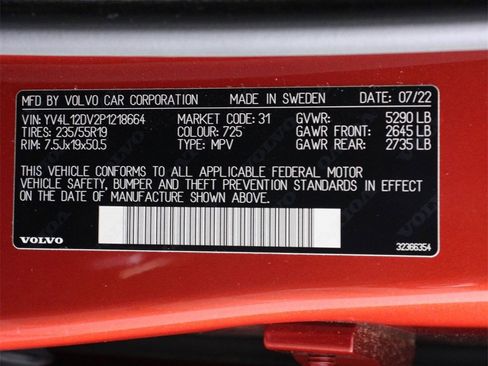 MFD BY VOLVO CAR CORPORATION MADE IN SWEDEN DATE: 07/22
VIN: YV4L12DV2P1218664 MARKET CODE: 31 GVWR: 5290 LB
TIRES: 235/55R19 COLOUR: 725 GAWR FRONT: 2645 LB
RIM: 7.5Jx19x50.5 TYPE: MPV GAWR REAR: 2735 LB
THIS VEHICLE CONFORMS TO ALL APPLICABLE FEDERAL MOTOR
VEHICLE SAFETY, BUMPER AND THEFT PREVENTION STANDARDS IN EFFECT
ON THE DATE OF MANUFACTURE SHOWN ABOVE.
VOLVO 32366354